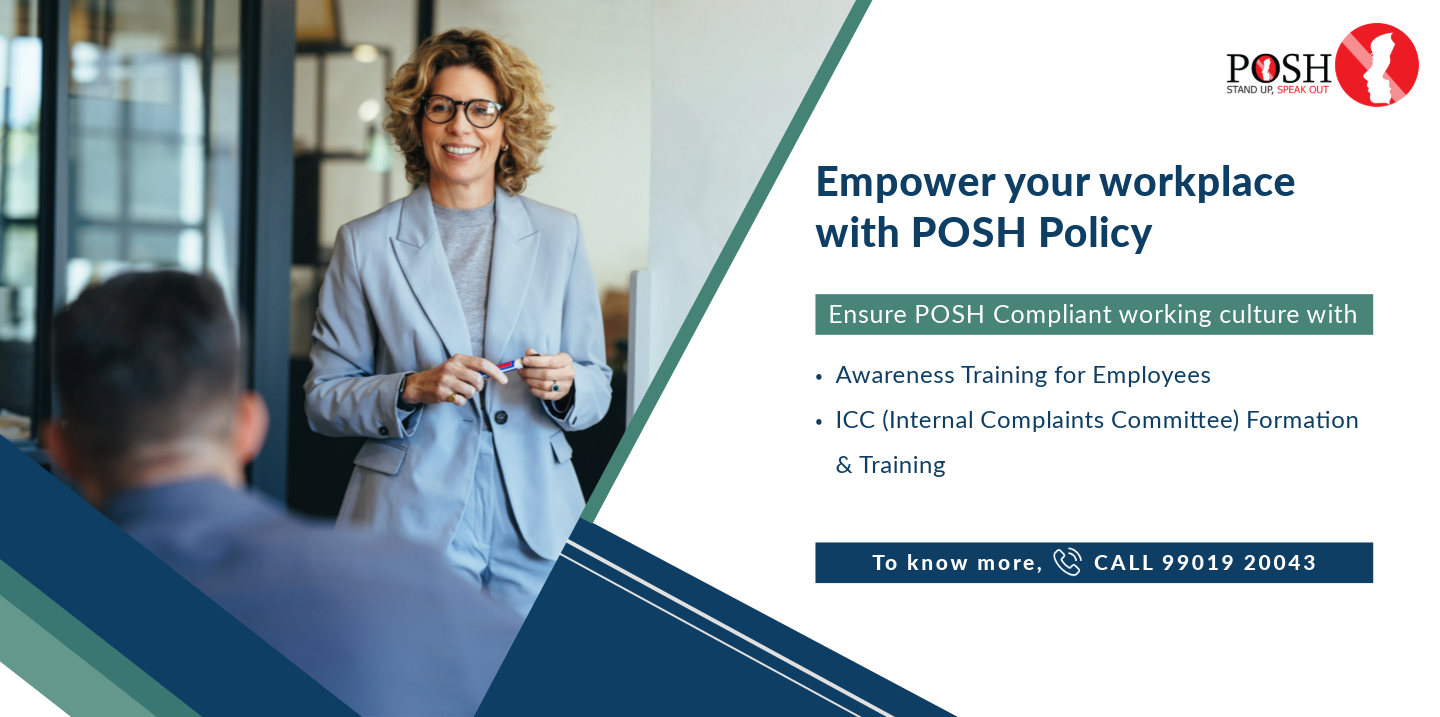 POSH
STAND UP, SPEAK OUT
Empower your workplace
with POSH Policy
Ensure POSH Compliant working culture with
• Awareness Training for Employees
• ICC (Internal Complaints Committee) Formation
& Training
To know more, CALL 99019 20043